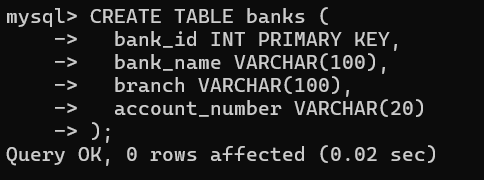 mysql> CREATE TABLE banks (
    ->   bank_id INT PRIMARY KEY,
    ->   bank_name VARCHAR(100),
    ->   branch VARCHAR(100),
    ->   account_number VARCHAR(20)
    -> );
Query OK, 0 rows affected (0.02 sec)